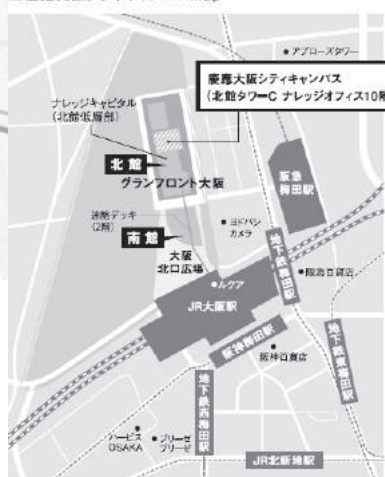 アプローズタワー
慶應大阪シティキャンパス
(北館タワーC ナレッジオフィス10階
ナレッジキャピタル
(北館低層部)
北館
グランフロント大阪
阪急
梅田駅
連絡デッキ
(2階)
南館
ヨドバシ
カメラ
大阪
北口広場
地下鉄梅田駅
阪急百貨店
ルクア
JR大阪駅
阪神梅田駅
阪神百貨店
地下鉄東梅田駅
地下鉄西梅田駅
ハービス
OSAKA
ブリーゼ
ブリーゼ
JR北新地駅